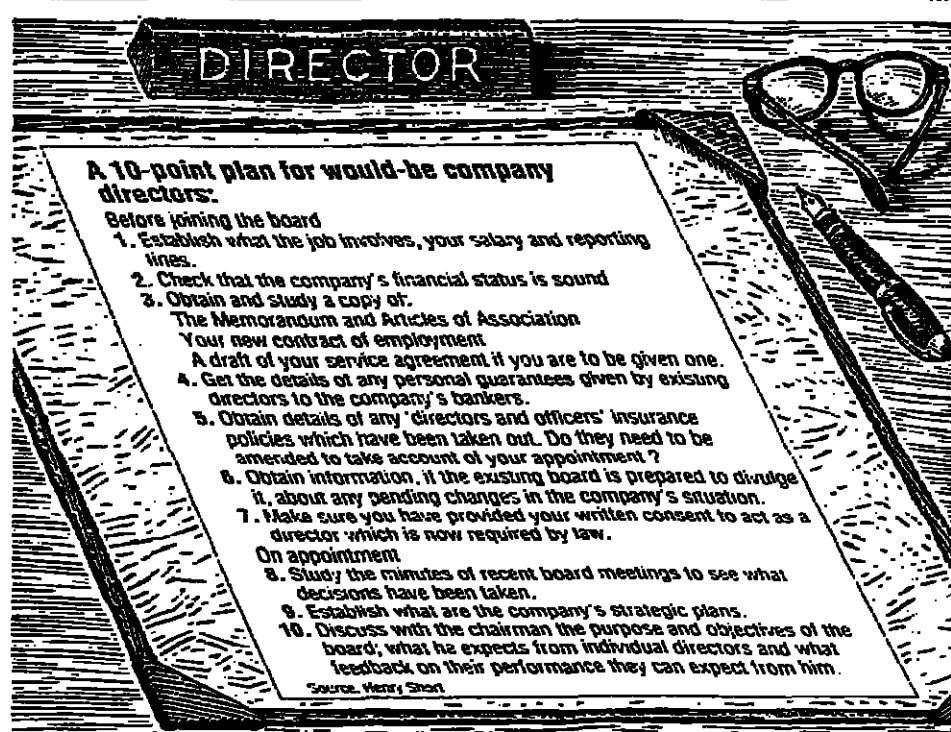 DIRECTOR
A 10-point plan for would-be company
directors:
Before joining the board
1. Establish what the job involves, your salary and reporting
lines.
2. Check that the company's financial status is sound
3. Obtain and study a copy of.
The Memorandum and Articles of Association
Your new contract of employment
A draft of your service agreement if you are to be given one.
4. Get the details of any personal guarantees given by existing
directors to the company's bankers.
5. Obtain details of any 'directors and officers' insurance
policies which have been taken out. Do they need to be
amended to take account of your appointment ?
6. Obtain information, if the existing board is prepared to divulge
it, about any pending changes in the company's situation.
7. Make sure you have provided your written consent to act as a
director which is now required by law.
On appointment
8. Study the minutes of recent board meetings to see what
decisions have been taken.
9. Establish what are the company's strategic plans.
10. Discuss with the chairman the purpose and objectives of the
board; what he expects from individual directors and what
feedback on their performance they can expect from him.
Source. Henry Short